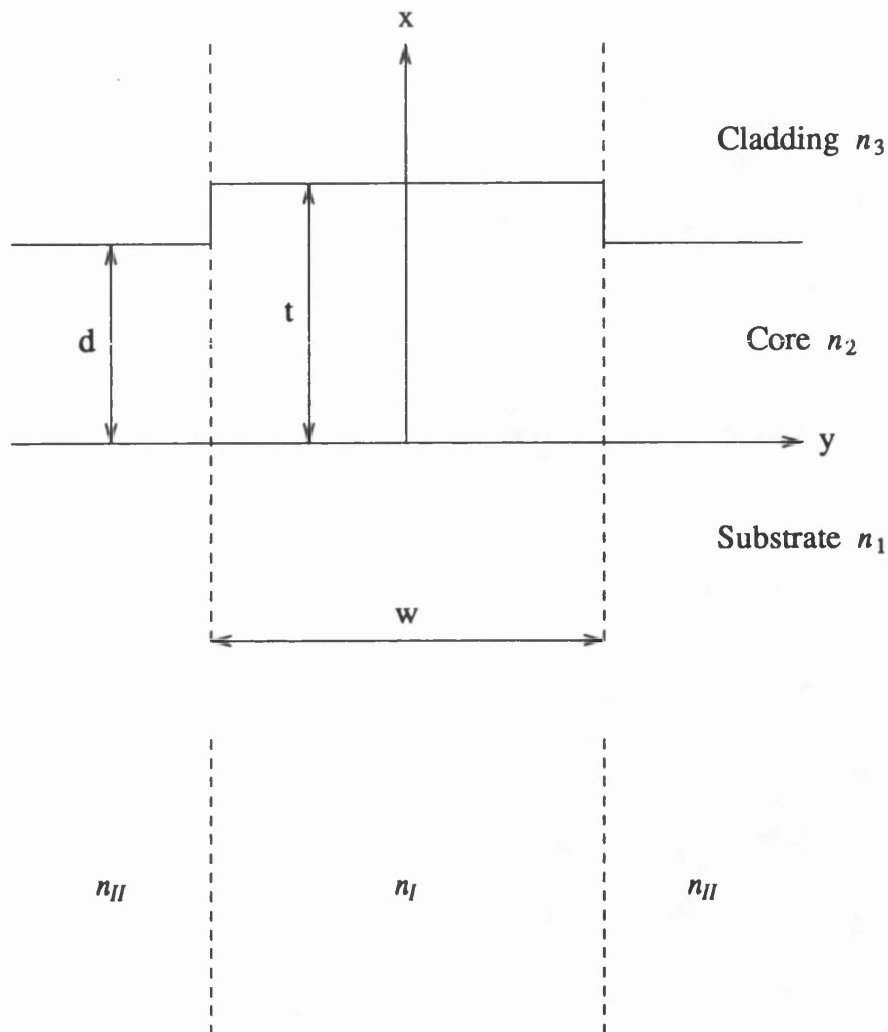 x
Cladding n3
t
d
Core n2
y
Substrate n1
w
nII
nI
nII